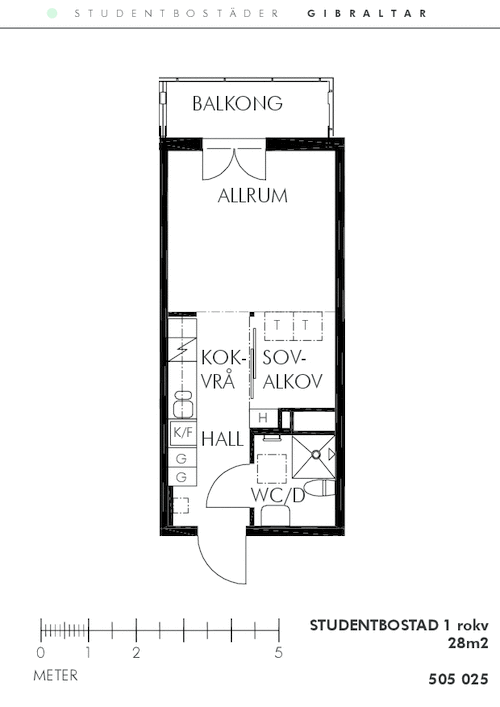 STUDENTBOSTÄDER GIBRALTAR
BALKONG
ALLRUM
T T
KOK-
VRÅ
SOV-
ALKOV
H
K/F
HALL
G
G
WC/D
0 1 2 5
METER
STUDENTBOSTAD 1 rokv
28m2
505 025